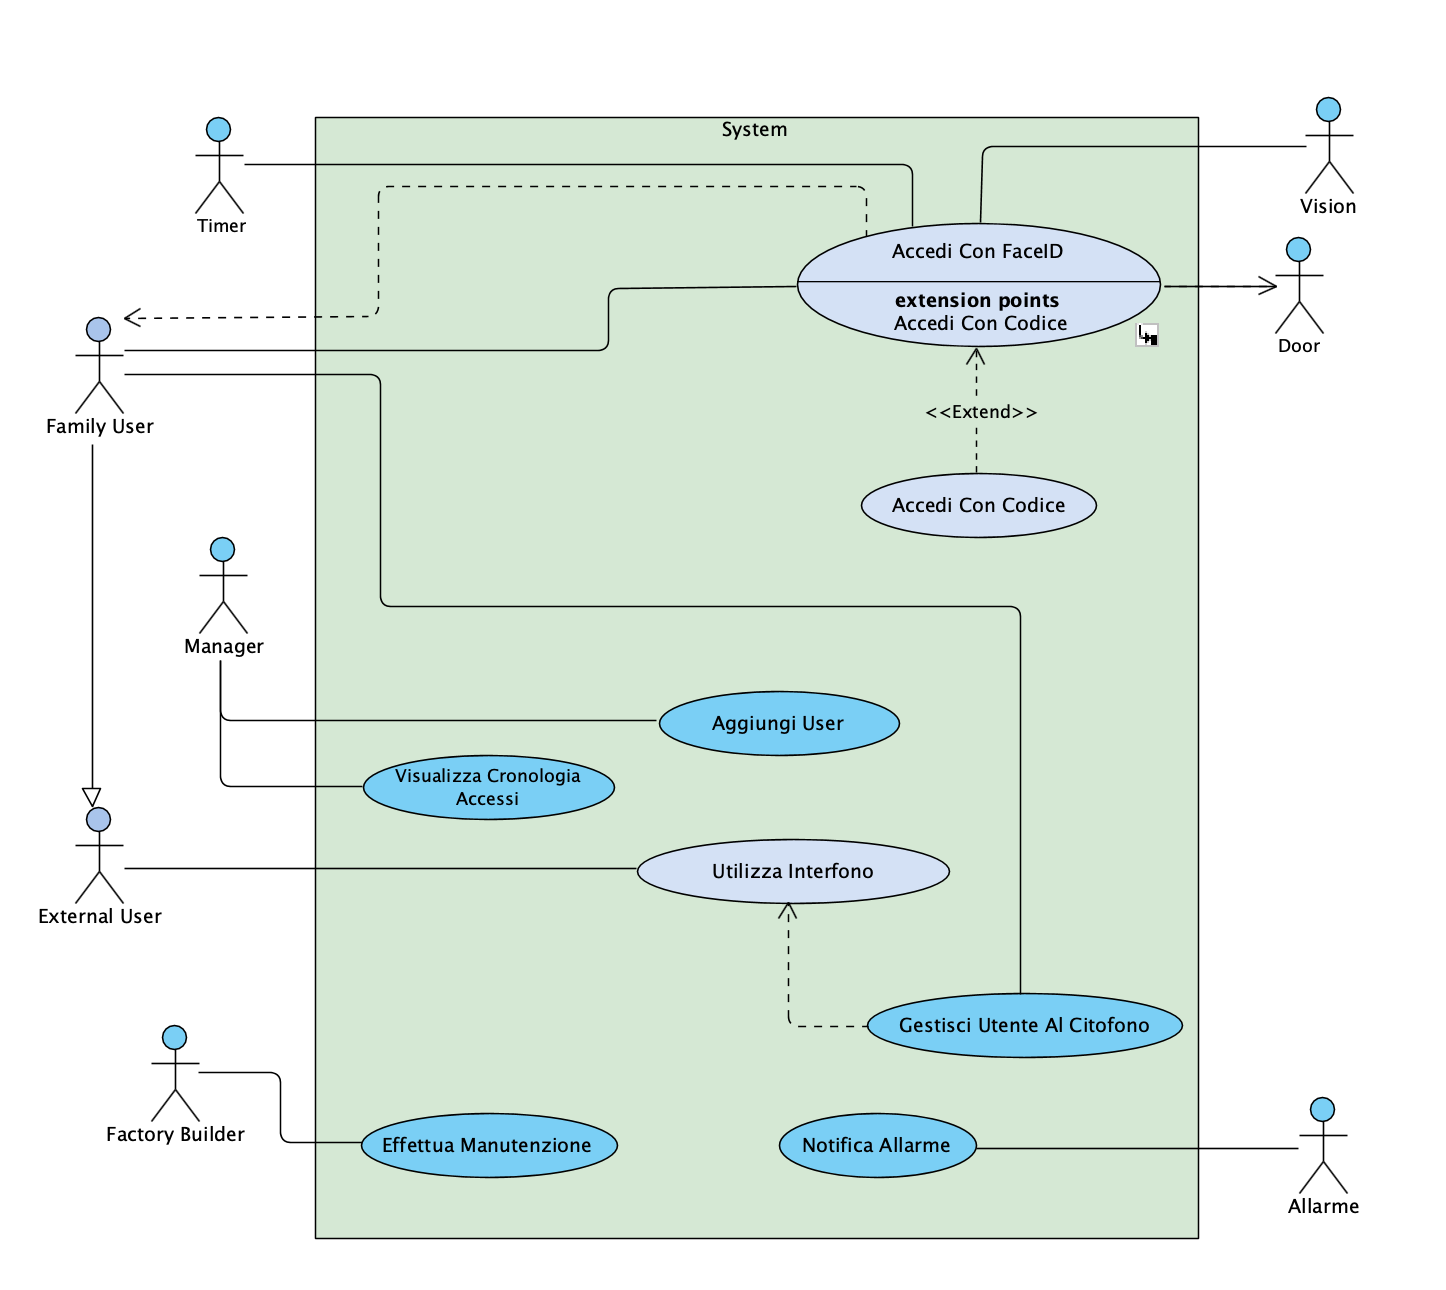 System
Timer
Vision
Accedi Con FaceID
extension points
Accedi Con Codice
Door
Family User
<<Extend>>
Accedi Con Codice
Manager
Aggiungi User
Visualizza Cronologia
Accessi
Utilizza Interfono
External User
Gestisci Utente Al Citofono
Factory Builder
Effettua Manutenzione
Notifica Allarme
Allarme